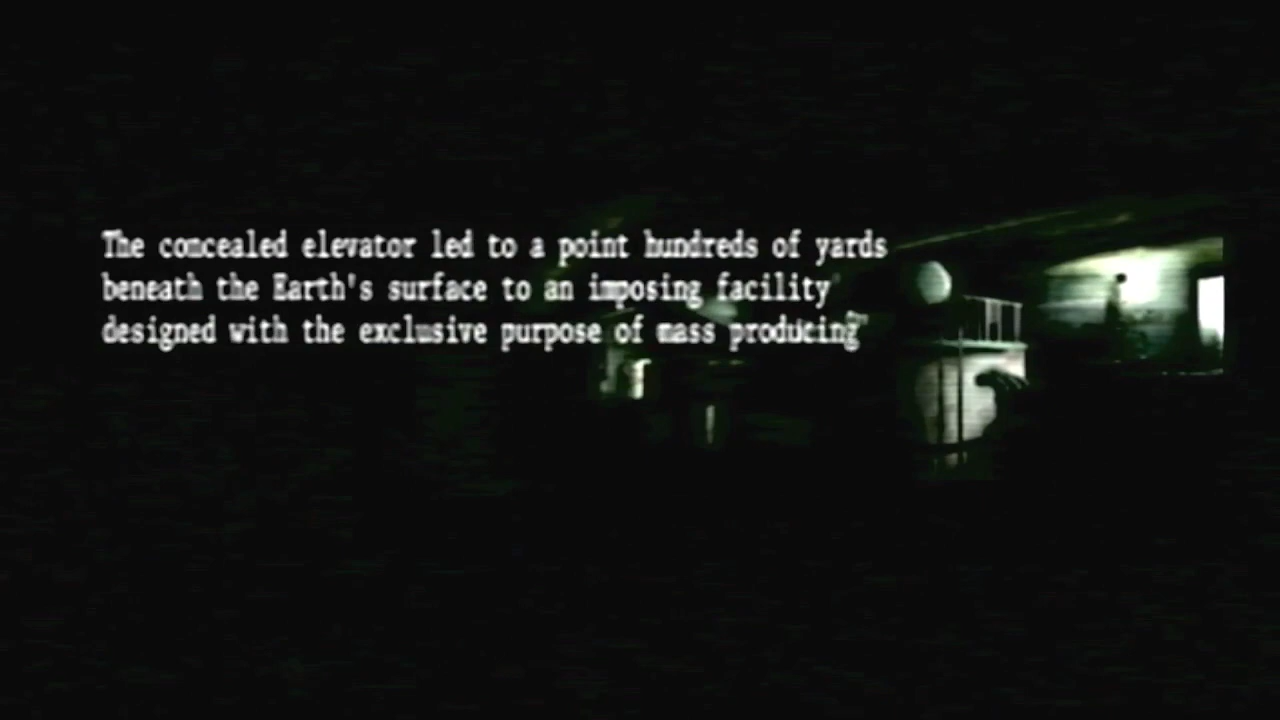 The concealed elevator led to a point hundreds of yards
beneath the Earth's surface to an imposing facility
designed with the exclusive purpose of mass producing